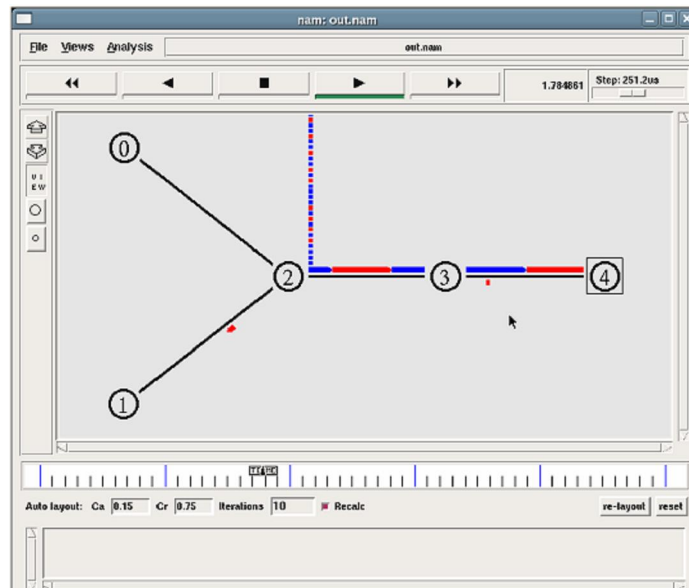 nam: out.nam
File Views Analysis out.nam
1.784861 Step: 251.2us
V I
E W
0
2 3 4
1
TIME
Auto layout: Ca 0.15 Cr 0.75 Iterations 10 Recalc re-layout reset